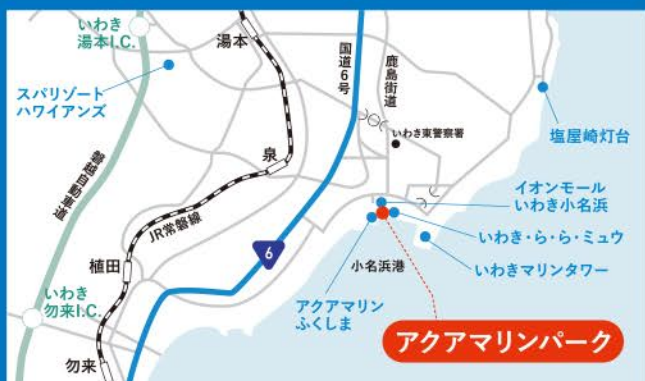 いわき
湯本I.C.
湯本
スパリゾート
ハワイアンズ
国道6号
鹿島街道
いわき東警察署
塩屋崎灯台
磐越自動車道
泉
JR常磐線
6
植田
イオンモール
いわき小名浜
いわき・ら・ら・ミュウ
いわきマリンタワー
小名浜港
アクアマリン
ふくしま
いわき
勿来I.C.
勿来
アクアマリンパーク